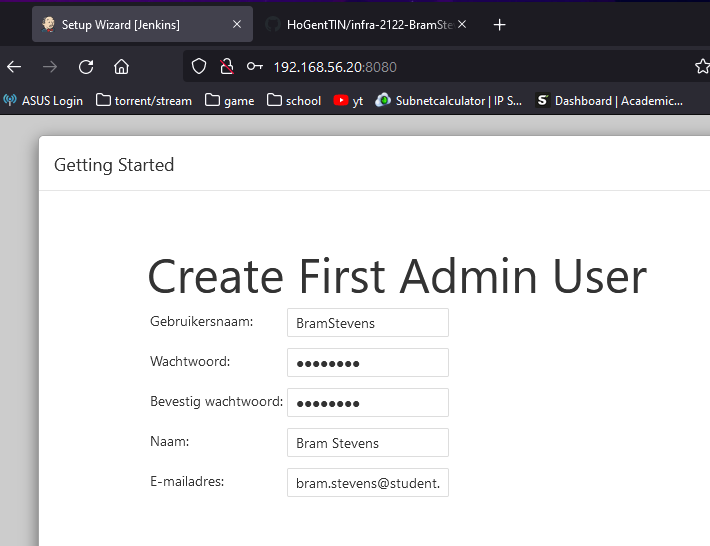 Setup Wizard [Jenkins]
HoGentTIN/infra-2122-BramSte
192.168.56.20:8080
ASUS Login torrent/stream game school yt Subnetcalculator | IP S... Dashboard | Academic...
Getting Started
Create First Admin User
Gebruikersnaam: BramStevens
Wachtwoord: ●●●●●●●●
Bevestig wachtwoord: ●●●●●●●●
Naam: Bram Stevens
E-mailadres: bram.stevens@student.